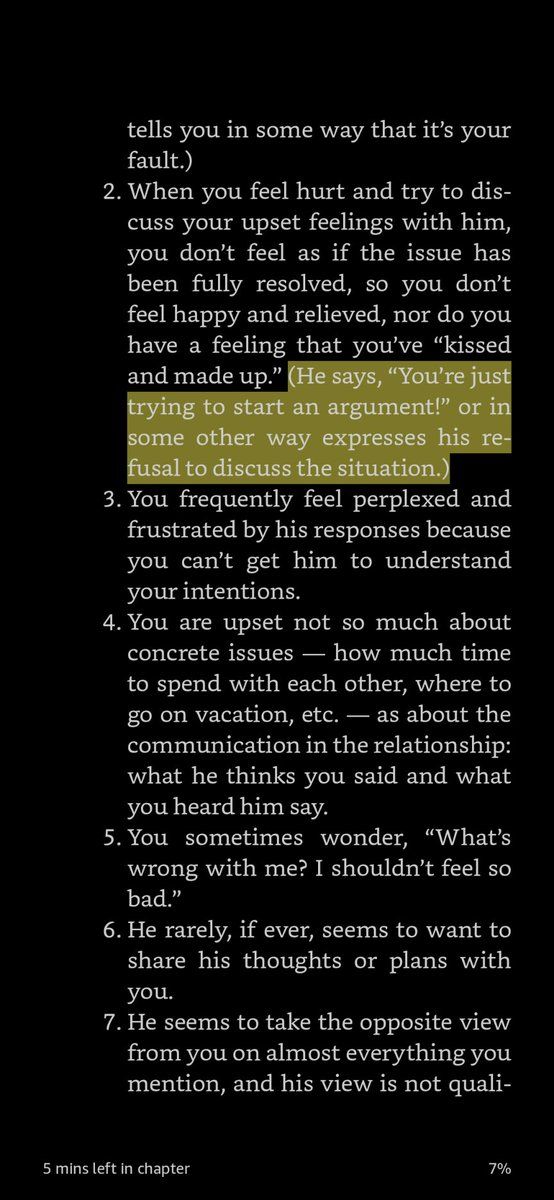 tells you in some way that it’s your
fault.)
2. When you feel hurt and try to dis-
cuss your upset feelings with him,
you don’t feel as if the issue has
been fully resolved, so you don’t
feel happy and relieved, nor do you
have a feeling that you’ve “kissed
and made up.” (He says, “You’re just
trying to start an argument!” or in
some other way expresses his re-
fusal to discuss the situation.)
3. You frequently feel perplexed and
frustrated by his responses because
you can’t get him to understand
your intentions.
4. You are upset not so much about
concrete issues — how much time
to spend with each other, where to
go on vacation, etc. — as about the
communication in the relationship:
what he thinks you said and what
you heard him say.
5. You sometimes wonder, “What’s
wrong with me? I shouldn’t feel so
bad.”
6. He rarely, if ever, seems to want to
share his thoughts or plans with
you.
7. He seems to take the opposite view
from you on almost everything you
mention, and his view is not quali-
5 mins left in chapter 7%